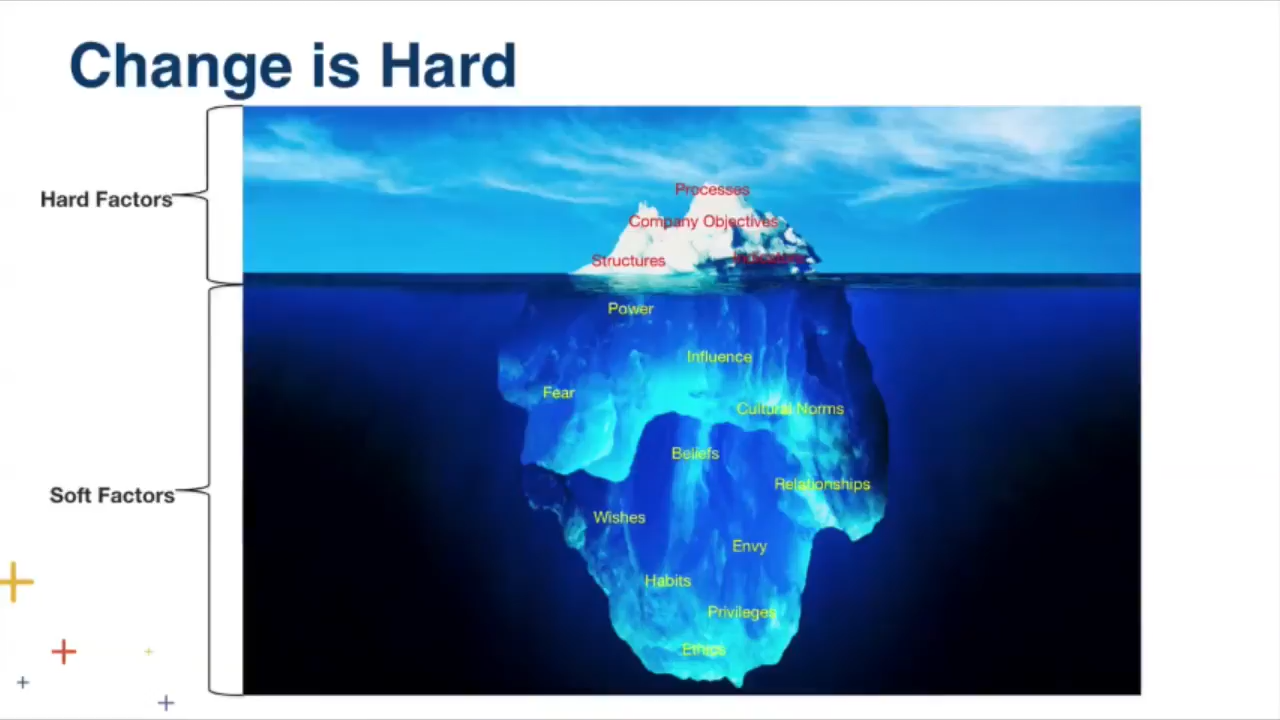 Change is Hard
Hard Factors
Processes
Company Objectives
Structures
Power
Influence
Fear
Cultural Norms
Beliefs
Relationships
Soft Factors
Wishes
Envy
Habits
Privileges
Ethics